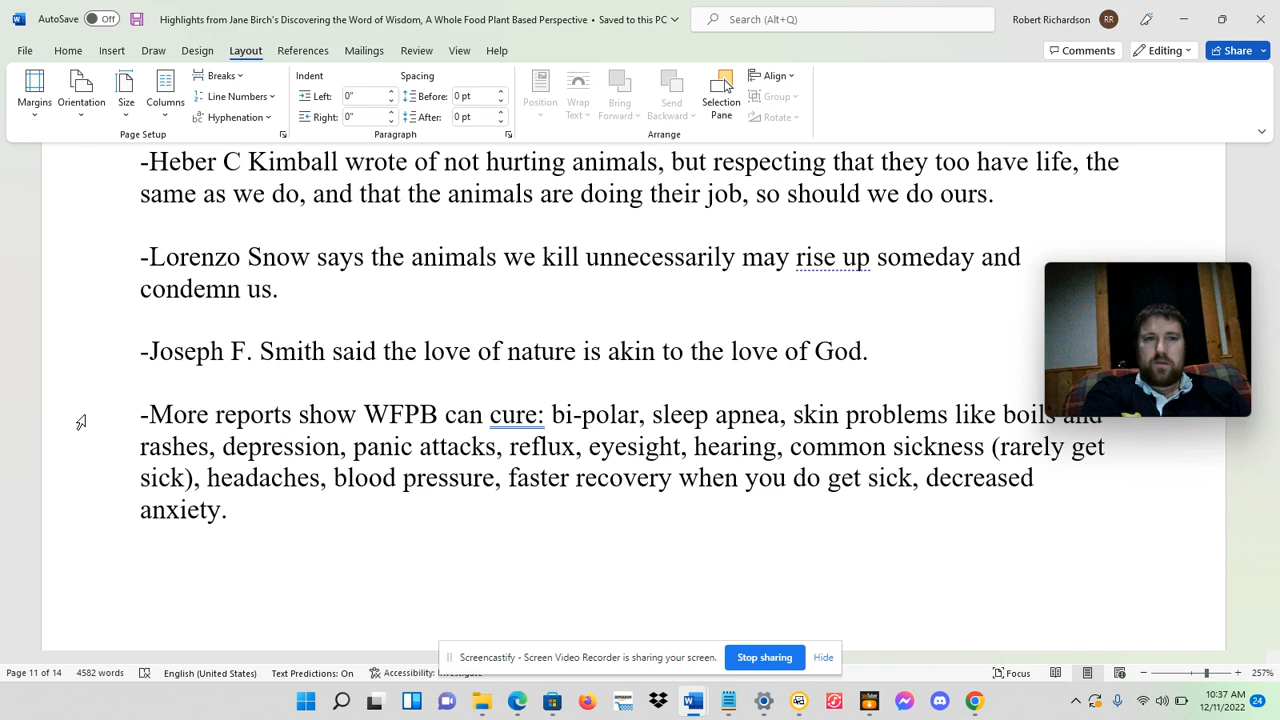 AutoSave Off Highlights from Jane Birch's Discovering the Word of Wisdom, A Whole Food Plant Based Perspective • Saved to this PC Search (Alt+Q) Robert Richardson RR
File Home Insert Draw Design Layout References Mailings Review View Help Comments Editing Share
Margins Orientation Size Columns Breaks Line Numbers Hyphenation
Page Setup
Indent Spacing
Left: 0" Before: 0 pt
Right: 0" After: 0 pt
Paragraph
Position Wrap Text Bring Forward Send Backward Selection Pane Align Group Rotate
Arrange
-Heber C Kimball wrote of not hurting animals, but respecting that they too have life, the
same as we do, and that the animals are doing their job, so should we do ours.
-Lorenzo Snow says the animals we kill unnecessarily may rise up someday and
condemn us.
-Joseph F. Smith said the love of nature is akin to the love of God.
-More reports show WFPB can cure: bi-polar, sleep apnea, skin problems like boils and
rashes, depression, panic attacks, reflux, eyesight, hearing, common sickness (rarely get
sick), headaches, blood pressure, faster recovery when you do get sick, decreased
anxiety.
Screencastify - Screen Video Recorder is sharing your screen. Stop sharing Hide
Page 11 of 14 4582 words English (United States) Text Predictions: On Accessibility: Investigate Focus 257%
10:37 AM
12/11/2022 24